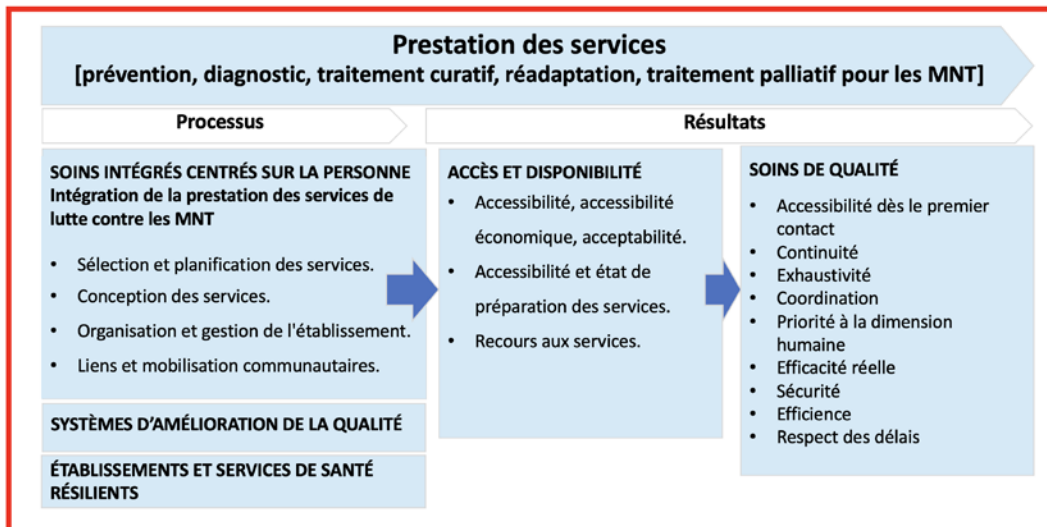 Prestation des services
[prévention, diagnostic, traitement curatif, réadaptation, traitement palliatif pour les MNT]
Processus
Résultats
SOINS INTÉGRÉS CENTRÉS SUR LA PERSONNE
Intégration de la prestation des services de
lutte contre les MNT
• Sélection et planification des services.
• Conception des services.
• Organisation et gestion de l'établissement.
• Liens et mobilisation communautaires.
SYSTÈMES D'AMÉLIORATION DE LA QUALITÉ
ÉTABLISSEMENTS ET SERVICES DE SANTÉ
RÉSILIENTS
ACCÈS ET DISPONIBILITÉ
• Accessibilité, accessibilité
économique, acceptabilité.
• Accessibilité et état de
préparation des services.
• Recours aux services.
SOINS DE QUALITÉ
• Accessibilité dès le premier
contact
• Continuité
• Exhaustivité
• Coordination
• Priorité à la dimension
humaine
• Efficacité réelle
• Sécurité
• Efficience
• Respect des délais